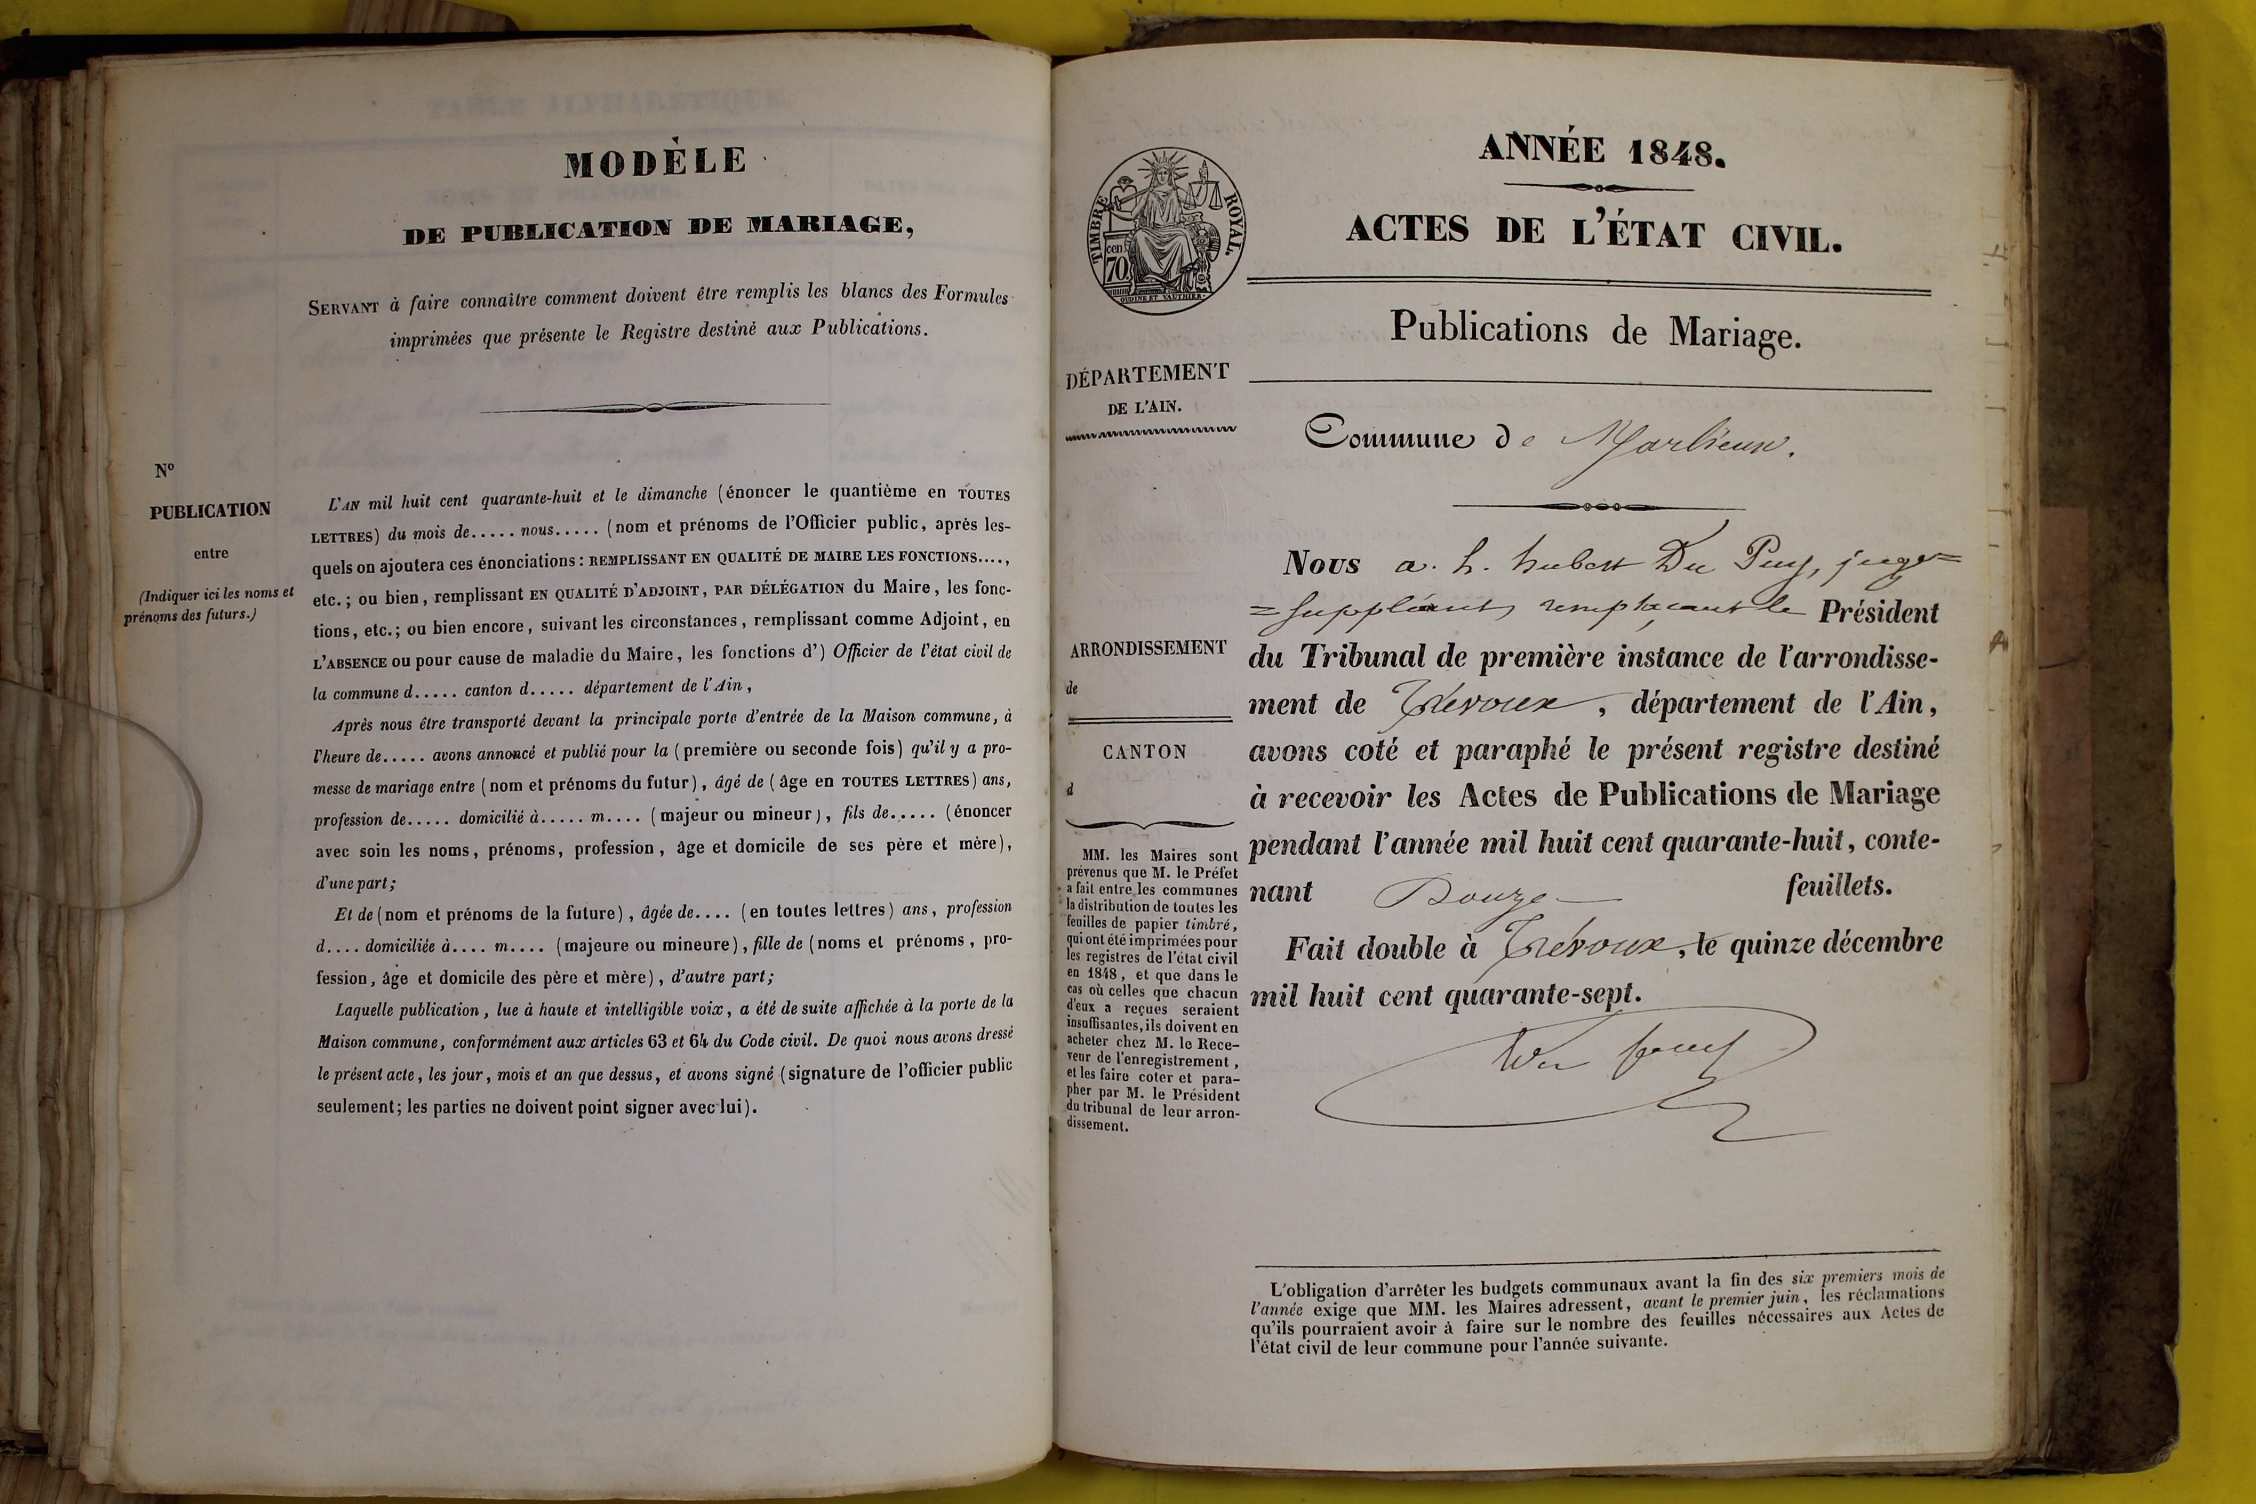 MODÈLE
DE PUBLICATION DE MARIAGE,
SERVANT à faire connaître comment doivent être remplis les blancs des Formules
imprimées que présente le Registre destiné aux Publications.
N°
PUBLICATION
entre
(Indiquer ici les noms et
prénoms des futurs.)
L'AN mil huit cent quarante-huit et le dimanche (énoncer le quantième en TOUTES
LETTRES) du mois de..... nous..... (nom et prénoms de l'Officier public, après les-
quels on ajoutera ces énonciations: REMPLISSANT EN QUALITÉ DE MAIRE LES FONCTIONS....,
etc.; ou bien, remplissant EN QUALITÉ D'ADJOINT, PAR DÉLÉGATION du Maire, les fonc-
tions, etc.; ou bien encore, suivant les circonstances, remplissant comme Adjoint, en
L'ABSENCE ou pour cause de maladie du Maire, les fonctions d') Officier de l'état civil de
la commune d..... canton d..... département de l'Ain,
Après nous être transporté devant la principale porte d'entrée de la Maison commune, à
l'heure de..... avons annoncé et publié pour la (première ou seconde fois) qu'il y a pro-
messe de mariage entre (nom et prénoms du futur), âgé de (âge en TOUTES LETTRES) ans,
profession de..... domicilié à..... m.... (majeur ou mineur), fils de..... (énoncer
avec soin les noms, prénoms, profession, âge et domicile de ses père et mère),
d'une part;
Et de (nom et prénoms de la future), âgée de.... (en toutes lettres) ans, profession
d.... domiciliée à.... m.... (majeure ou mineure), fille de (noms et prénoms, pro-
fession, âge et domicile des père et mère), d'autre part;
Laquelle publication, lue à haute et intelligible voix, a été de suite affichée à la porte de la
Maison commune, conformément aux articles 63 et 64 du Code civil. De quoi nous avons dressé
le présent acte, les jour, mois et an que dessus, et avons signé (signature de l'officier public
seulement; les parties ne doivent point signer avec lui).
TIMBRE ROYAL.
cen
70
OUDINE ET VAUTHIER.
DÉPARTEMENT
DE L'AIN.
ARRONDISSEMENT
de
CANTON
d
MM. les Maires sont
prévenus que M. le Préfet
a fait entre les communes
la distribution de toutes les
feuilles de papier timbré,
qui ont été imprimées pour
les registres de l'état civil
en 1848, et que dans le
cas où celles que chacun
d'eux a reçues seraient
insuffisantes, ils doivent en
acheter chez M. le Rece-
veur de l'enregistrement,
et les faire coter et para-
pher par M. le Président
du tribunal de leur arron-
dissement.
ANNÉE 1848.
ACTES DE L'ÉTAT CIVIL.
Publications de Mariage.
Commune de Marlieux.
Nous a. h. hubert Du Puy, juge=
=suppléant, remplaçant le Président
du Tribunal de première instance de l'arrondisse-
ment de Trévoux, département de l'Ain,
avons coté et paraphé le présent registre destiné
à recevoir les Actes de Publications de Mariage
pendant l'année mil huit cent quarante-huit, conte-
nant Douze feuillets.
Fait double à Trévoux, le quinze décembre
mil huit cent quarante-sept.
Du puy
L'obligation d'arrêter les budgets communaux avant la fin des six premiers mois de
l'année exige que MM. les Maires adressent, avant le premier juin, les réclamations
qu'ils pourraient avoir à faire sur le nombre des feuilles nécessaires aux Actes de
l'état civil de leur commune pour l'année suivante.